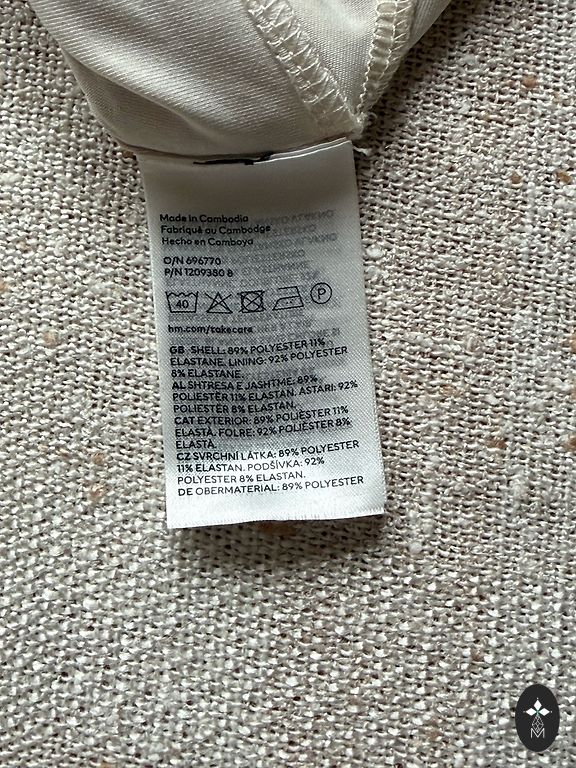 Made in Cambodia
Fabriqué au Cambodge
Hecho en Camboya
O/N 696770
P/N 1209380 8
40
P
hm.com/takecare
GB SHELL: 89% POLYESTER 11%
ELASTANE. LINING: 92% POLYESTER
8% ELASTANE.
AL SHTRESA E JASHTME: 89%
POLIESTËR 11% ELASTAN. ASTARI: 92%
POLIESTËR 8% ELASTAN.
CAT EXTERIOR: 89% POLIÈSTER 11%
ELASTÀ. FOLRE: 92% POLIÈSTER 8%
ELASTÀ.
CZ SVRCHNÍ LÁTKA: 89% POLYESTER
11% ELASTAN. PODŠÍVKA: 92%
POLYESTER 8% ELASTAN.
DE OBERMATERIAL: 89% POLYESTER
M